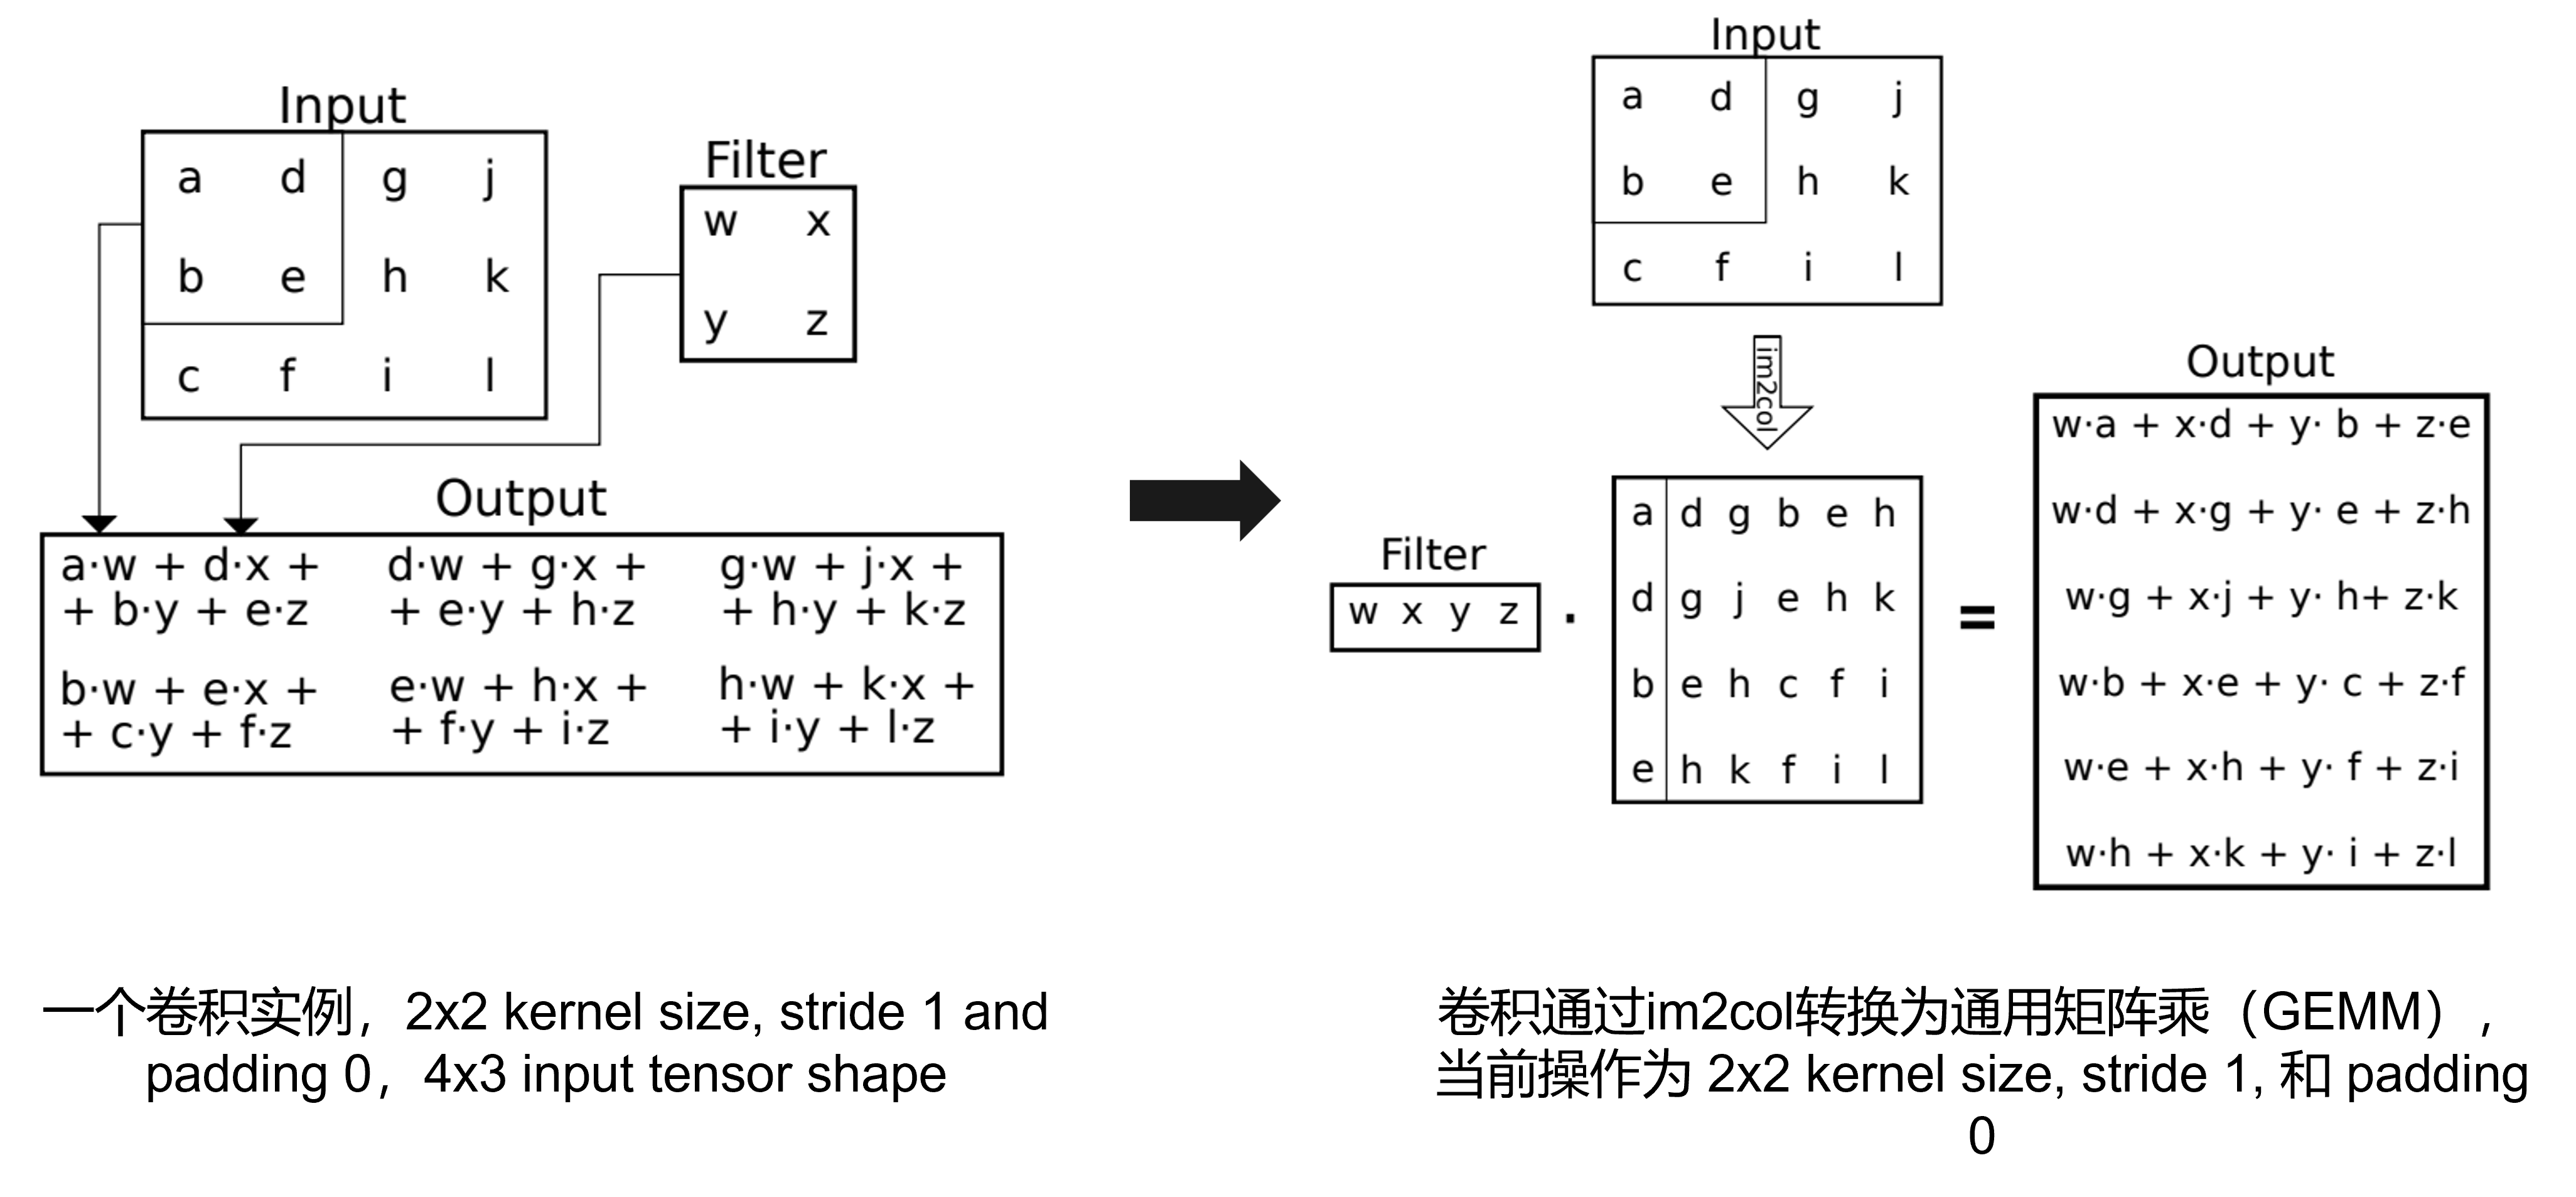 Input
a d g j
b e h k
c f i l
Filter
w x
y z
Output
a·w + d·x + d·w + g·x + g·w + j·x +
+ b·y + e·z + e·y + h·z + h·y + k·z
b·w + e·x + e·w + h·x + h·w + k·x +
+ c·y + f·z + f·y + i·z + i·y + l·z
一个卷积实例，2x2 kernel size, stride 1 and
padding 0，4x3 input tensor shape
Input
a d g j
b e h k
c f i l
im2col
Filter
w x y z
·
a d g b e h
d g j e h k
b e h c f i
e h k f i l
=
Output
w·a + x·d + y· b + z·e
w·d + x·g + y· e + z·h
w·g + x·j + y· h+ z·k
w·b + x·e + y· c + z·f
w·e + x·h + y· f + z·i
w·h + x·k + y· i + z·l
卷积通过im2col转换为通用矩阵乘（GEMM），
当前操作为 2x2 kernel size, stride 1, 和 padding
0